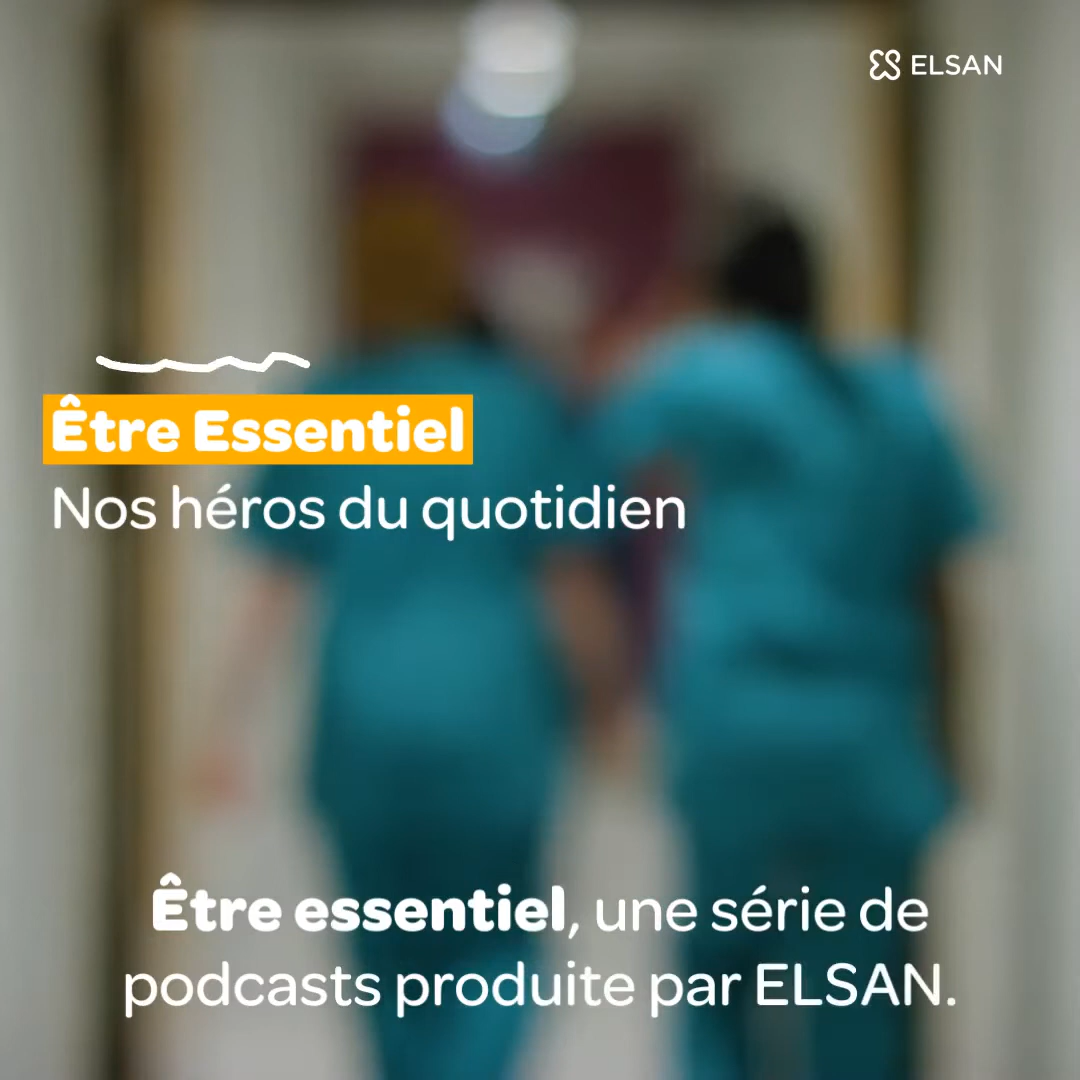 ELSAN
Être Essentiel
Nos héros du quotidien
Être essentiel, une série de
podcasts produite par ELSAN.